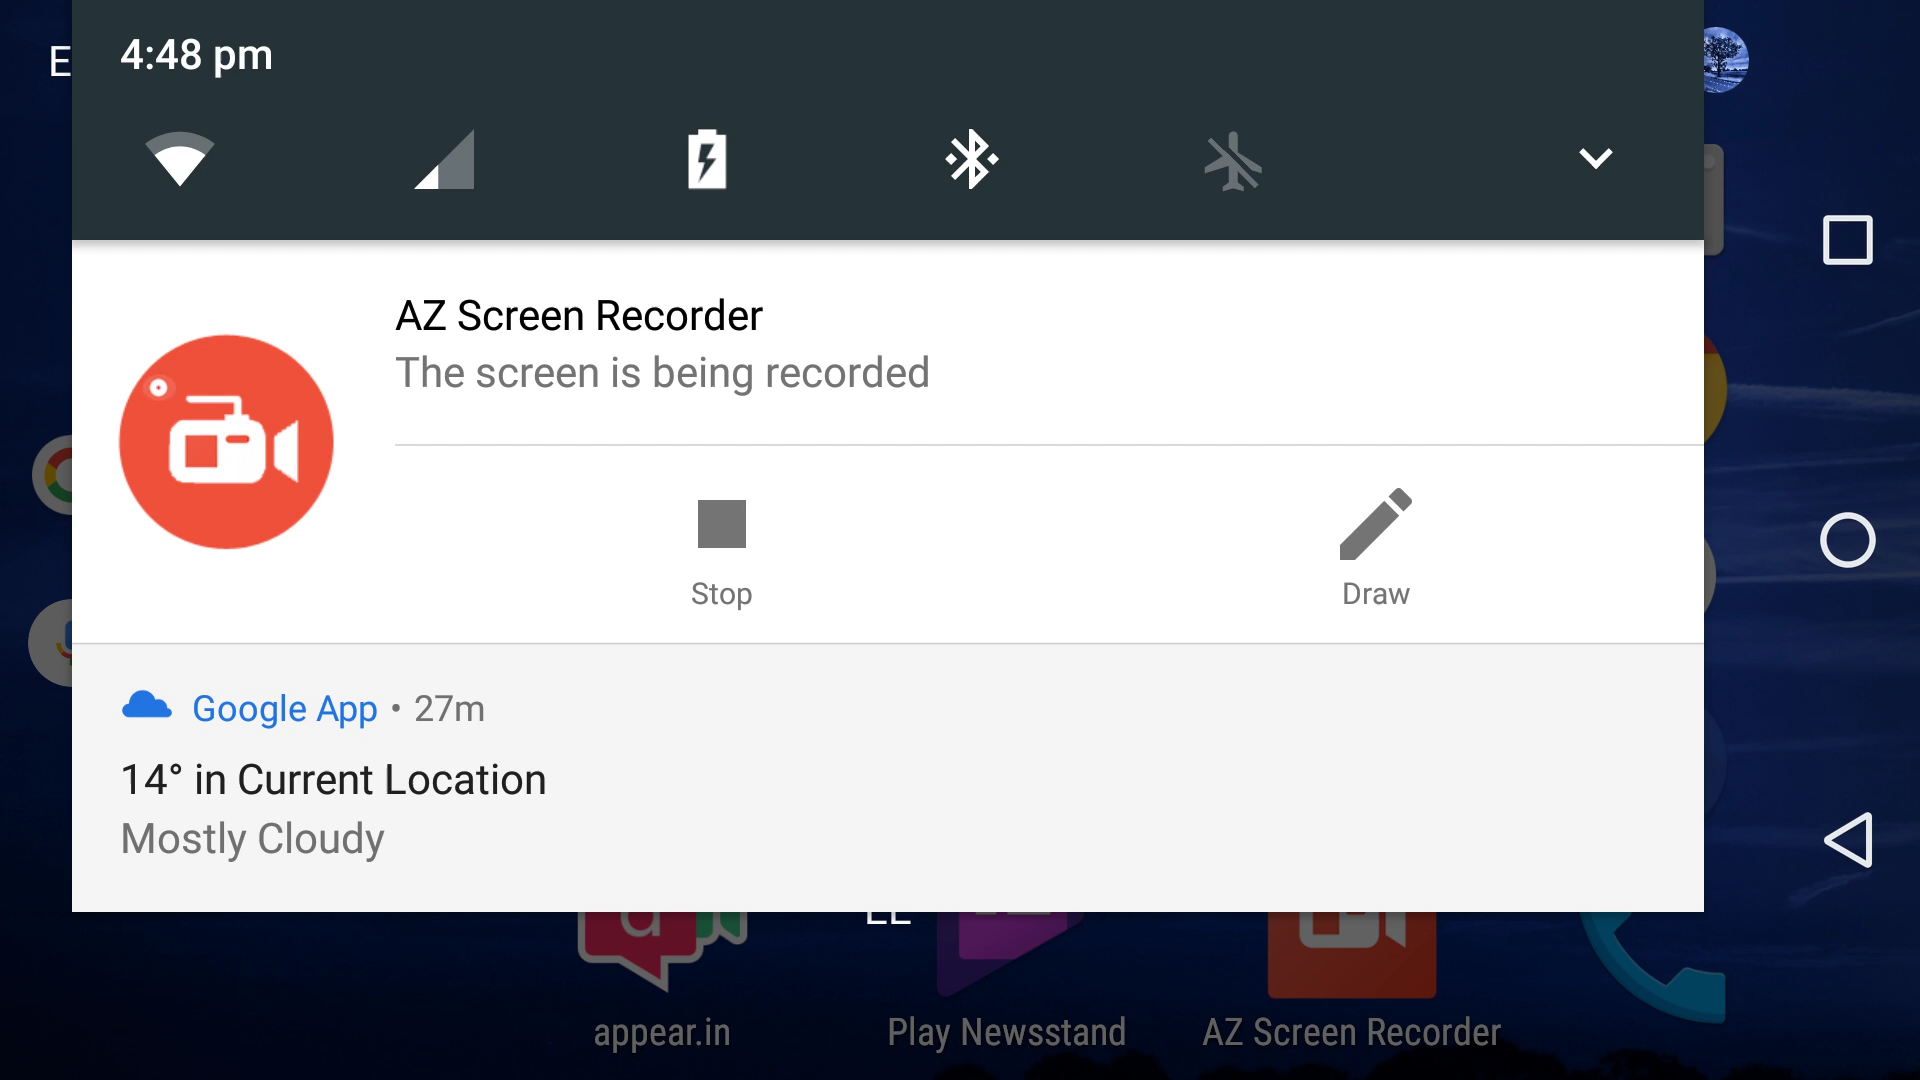 4:48 pm
AZ Screen Recorder
The screen is being recorded
Stop
Draw
Google App • 27m
14° in Current Location
Mostly Cloudy
appear.in
Play Newsstand
AZ Screen Recorder